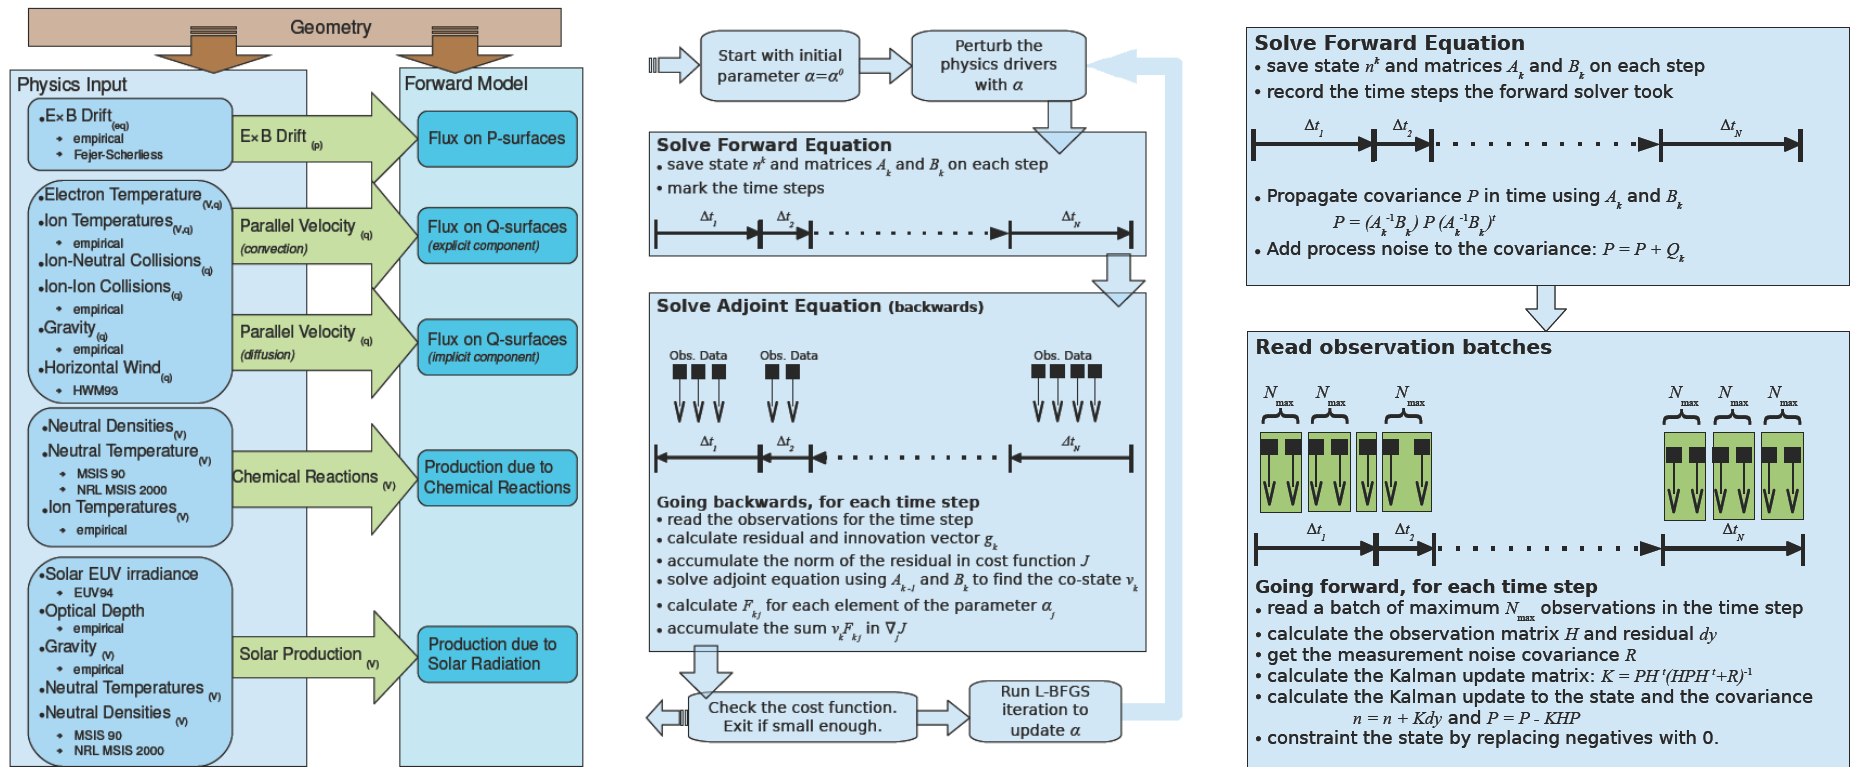 Geometry
Physics Input
•E×B Drift(eq)
empirical
Fejer-Scherliess
•Electron Temperature(V,q)
•Ion Temperatures(V,q)
empirical
•Ion-Neutral Collisions(q)
•Ion-Ion Collisions(q)
empirical
•Gravity(q)
empirical
•Horizontal Wind(q)
HWM93
•Neutral Densities(V)
•Neutral Temperature(V)
MSIS 90
NRL MSIS 2000
•Ion Temperatures(V)
empirical
•Solar EUV irradiance
EUV94
•Optical Depth
empirical
•Gravity (V)
empirical
•Neutral Temperatures (V)
•Neutral Densities (V)
MSIS 90
NRL MSIS 2000
E×B Drift (p)
Parallel Velocity (q)
(convection)
Parallel Velocity (q)
(diffusion)
Chemical Reactions (V)
Solar Production (V)
Forward Model
Flux on P-surfaces
Flux on Q-surfaces
(explicit component)
Flux on Q-surfaces
(implicit component)
Production due to
Chemical Reactions
Production due to
Solar Radiation
Start with initial
parameter α=α⁰
Perturb the
physics drivers
with α
Solve Forward Equation
• save state nᵏ and matrices Aₖ and Bₖ on each step
• mark the time steps
Δt₁ Δt₂ Δt_N
Solve Adjoint Equation (backwards)
Obs. Data Obs. Data Obs. Data
Δt₁ Δt₂ Δt_N
Going backwards, for each time step
• read the observations for the time step
• calculate residual and innovation vector gₖ
• accumulate the norm of the residual in cost function J
• solve adjoint equation using Aₖ₋₁ and Bₖ to find the co-state νₖ
• calculate Fₖⱼ for each element of the parameter αⱼ
• accumulate the sum νₖFₖⱼ in ∇ⱼJ
Check the cost function.
Exit if small enough.
Run L-BFGS
iteration to
update α
Solve Forward Equation
• save state nᵏ and matrices Aₖ and Bₖ on each step
• record the time steps the forward solver took
Δt₁ Δt₂ Δt_N
• Propagate covariance P in time using Aₖ and Bₖ
P = (Aₖ⁻¹Bₖ) P (Aₖ⁻¹Bₖ)ᵗ
• Add process noise to the covariance: P = P + Qₖ
Read observation batches
N_max N_max N_max N_max N_max N_max
Δt₁ Δt₂ Δt_N
Going forward, for each time step
• read a batch of maximum N_max observations in the time step
• calculate the observation matrix H and residual dy
• get the measurement noise covariance R
• calculate the Kalman update matrix: K = PHᵗ(HPHᵗ+R)⁻¹
• calculate the Kalman update to the state and the covariance
n = n + Kdy and P = P - KHP
• constraint the state by replacing negatives with 0.